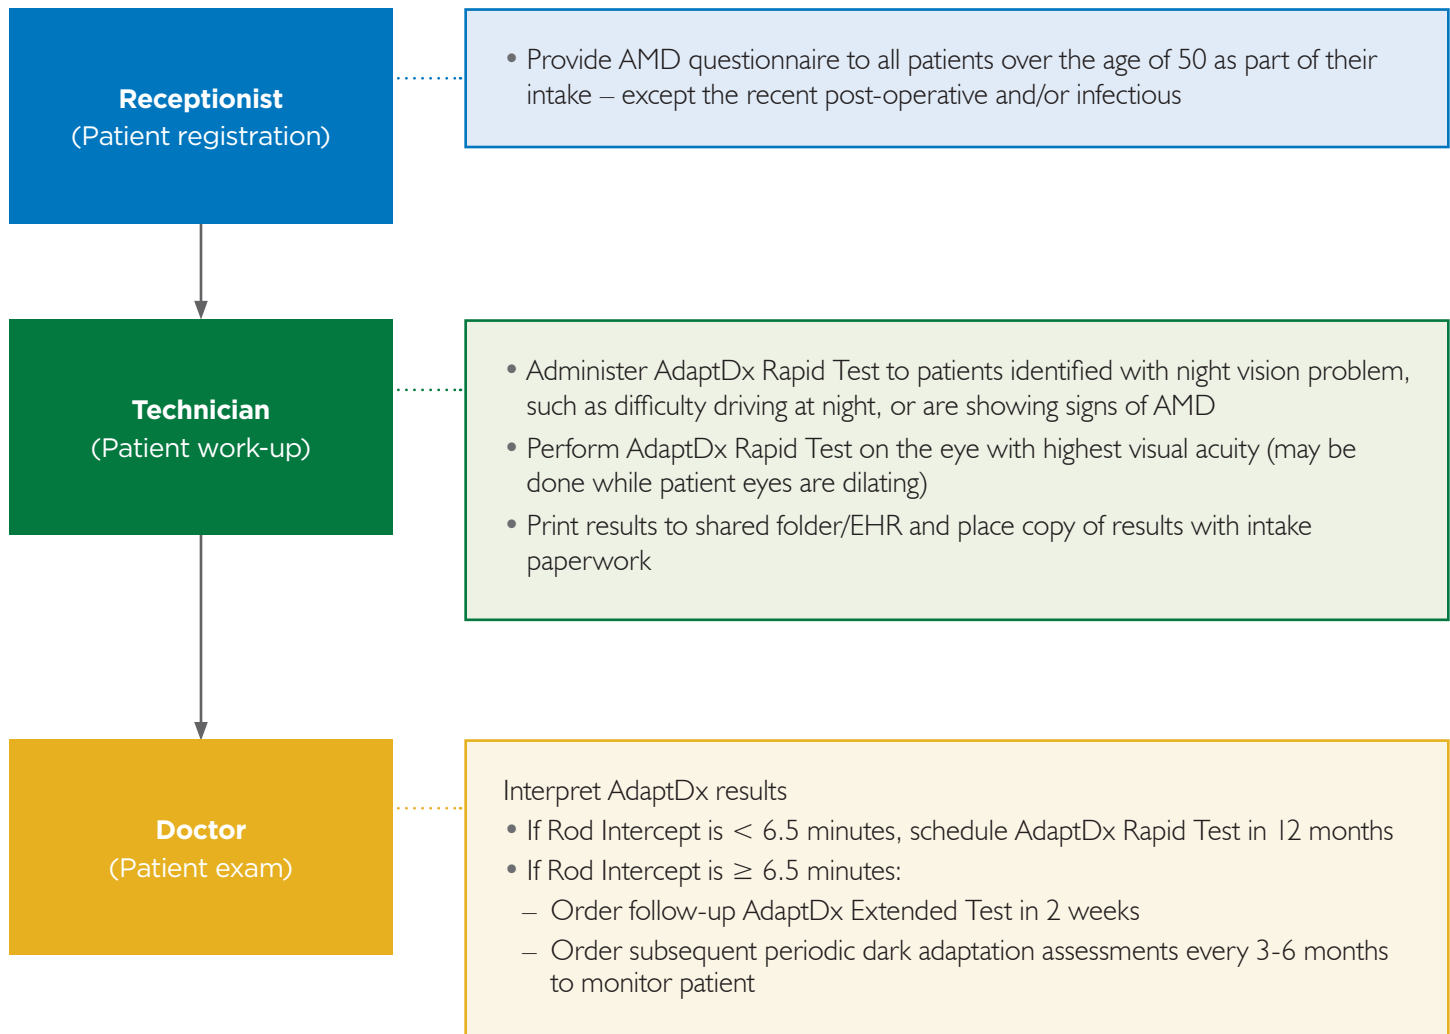 Receptionist
(Patient registration)
• Provide AMD questionnaire to all patients over the age of 50 as part of their
intake – except the recent post-operative and/or infectious
Technician
(Patient work-up)
• Administer AdaptDx Rapid Test to patients identified with night vision problem,
such as difficulty driving at night, or are showing signs of AMD
• Perform AdaptDx Rapid Test on the eye with highest visual acuity (may be
done while patient eyes are dilating)
• Print results to shared folder/EHR and place copy of results with intake
paperwork
Doctor
(Patient exam)
Interpret AdaptDx results
• If Rod Intercept is < 6.5 minutes, schedule AdaptDx Rapid Test in 12 months
• If Rod Intercept is ≥ 6.5 minutes:
– Order follow-up AdaptDx Extended Test in 2 weeks
– Order subsequent periodic dark adaptation assessments every 3-6 months
to monitor patient